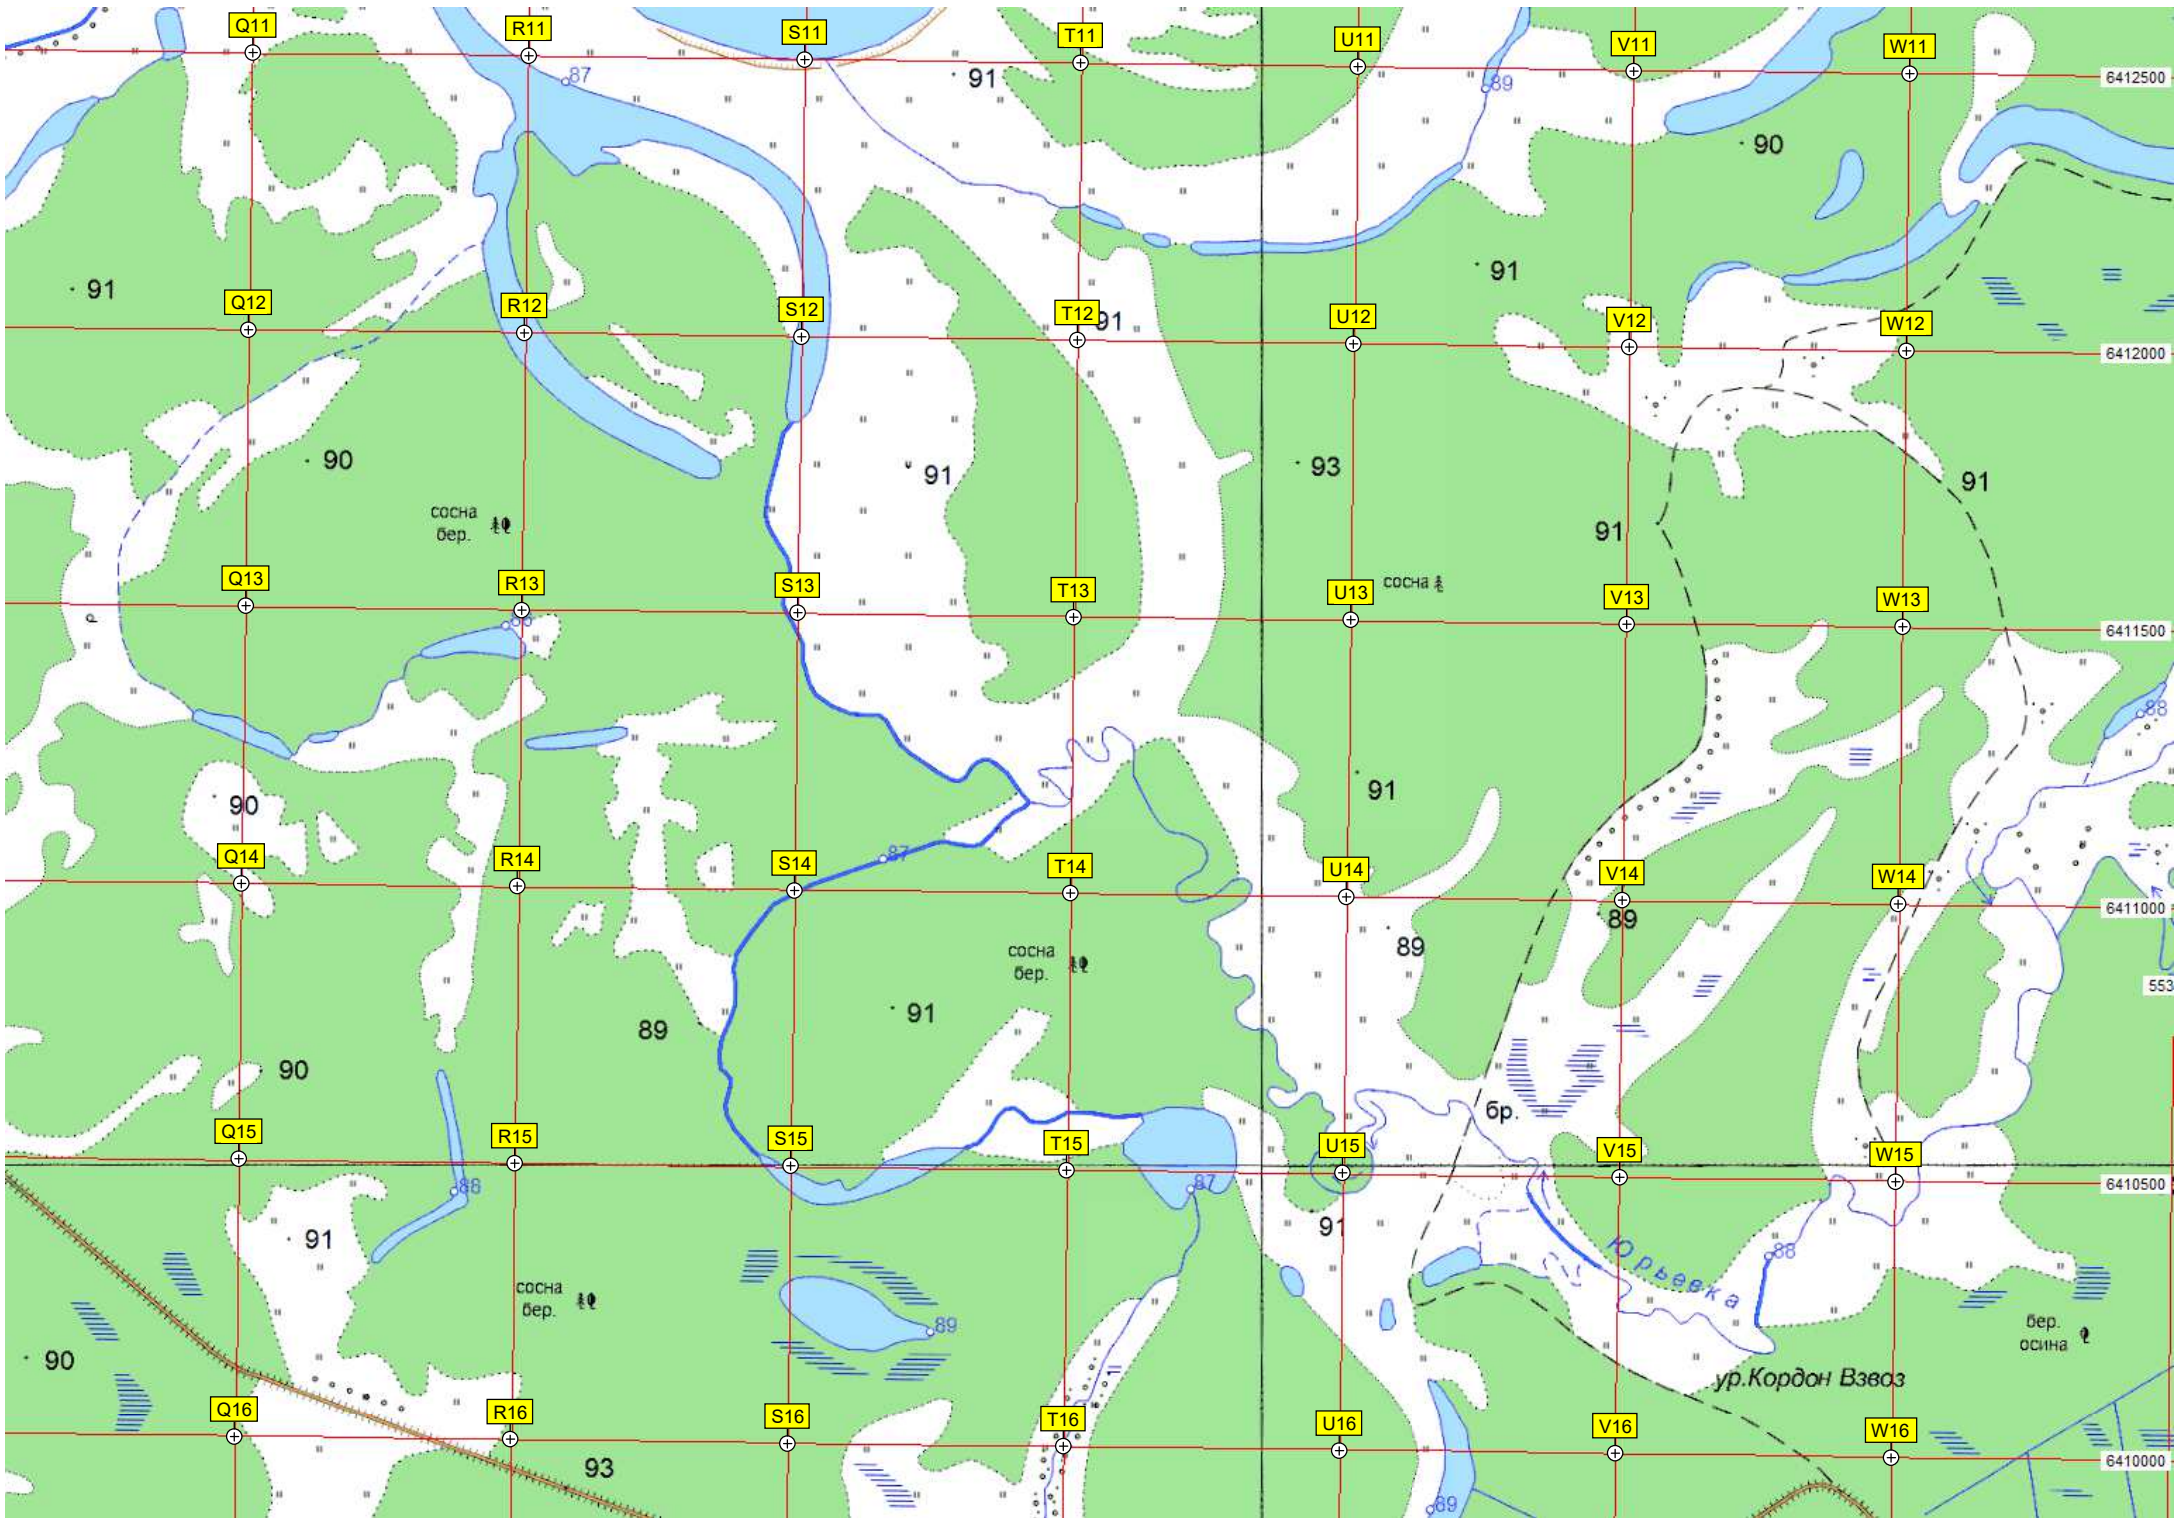 Q11 R11 S11 T11 U11 V11 W11
87 91 89 6412500
90
91 91
Q12 R12 S12 T12 91 U12 V12 W12
6412000
90 91 93 91
сосна
бер.
91
Q13 R13 S13 T13 U13 сосна V13 W13
6411500
88
90 91
Q14 R14 S14 87 T14 U14 V14 W14
89 6411000
сосна
бер.
89
553
89 91
90
бр.
Q15 R15 S15 T15 U15 V15 W15
88 87 6410500
91 91
Юрьевка 88
сосна
бер.
89
бер.
осина
90
ур.Кордон Взвоз
Q16 R16 S16 T16 U16 V16 W16
93 6410000
89